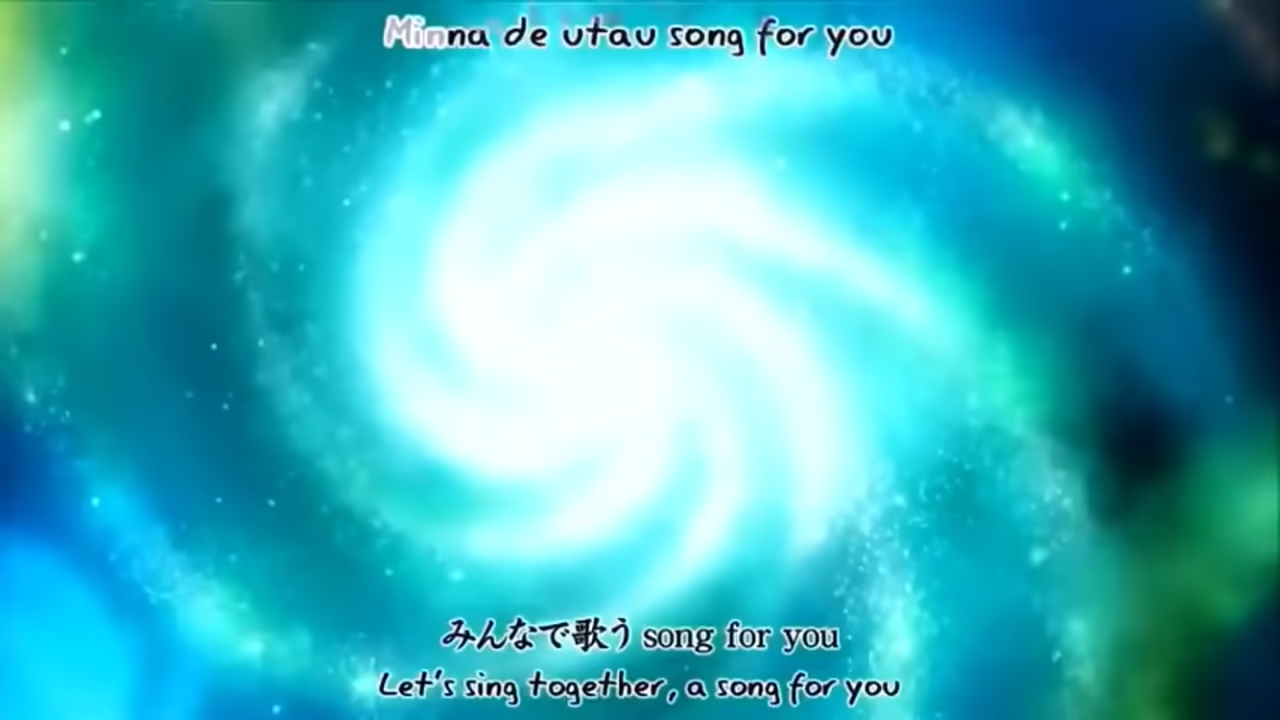 Minna de utau song for you
みんなで歌う song for you
Let's sing together, a song for you